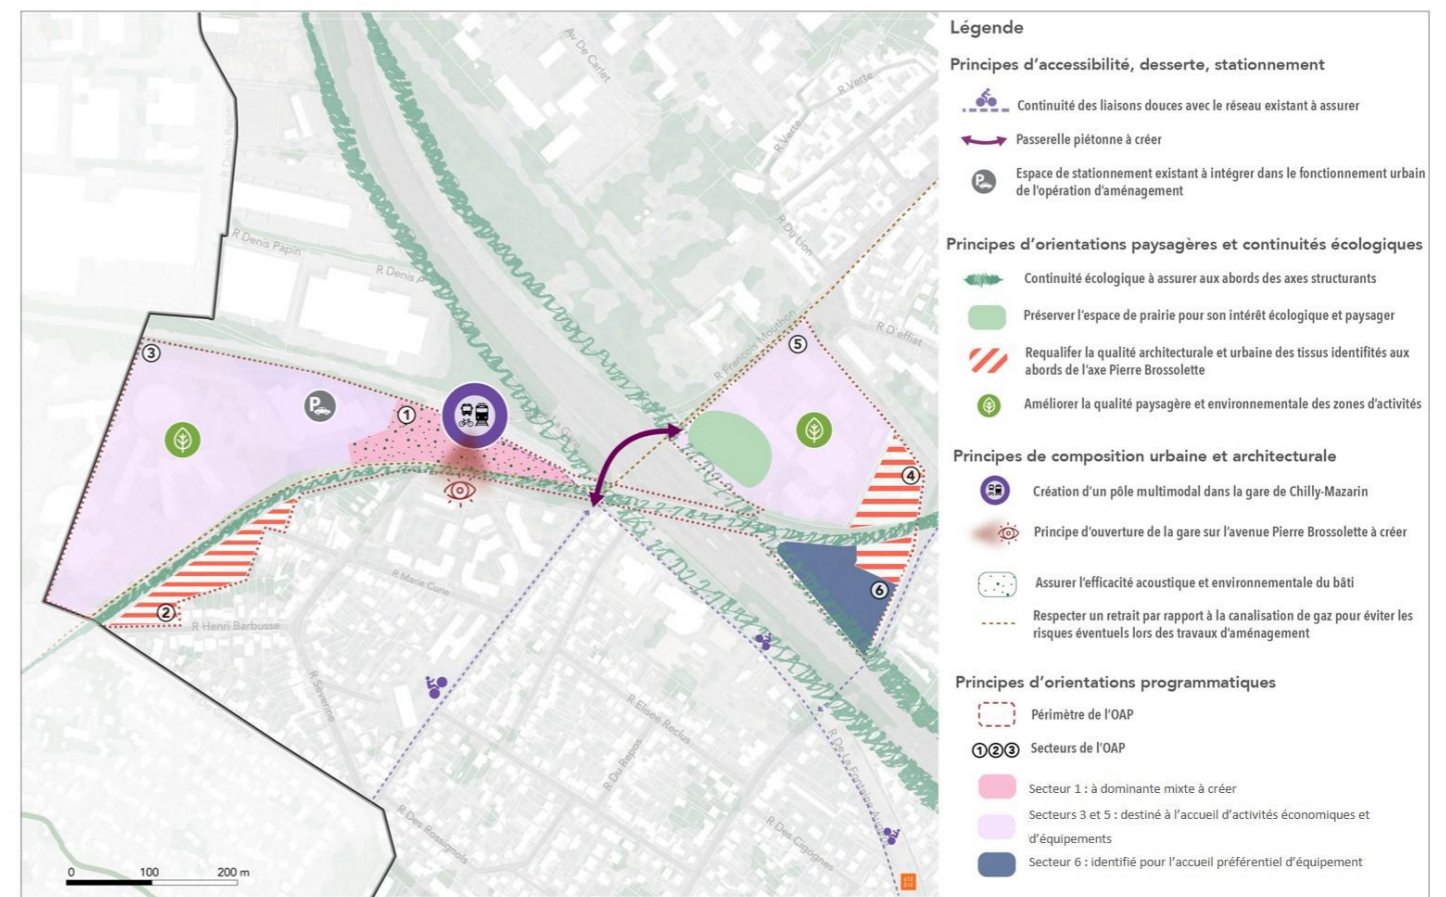 Légende
Principes d'accessibilité, desserte, stationnement
Continuité des liaisons douces avec le réseau existant à assurer
Passerelle piétonne à créer
P
Espace de stationnement existant à intégrer dans le fonctionnement urbain
de l'opération d'aménagement
Principes d'orientations paysagères et continuités écologiques
Continuité écologique à assurer aux abords des axes structurants
Préserver l'espace de prairie pour son intérêt écologique et paysager
Requalifer la qualité architecturale et urbaine des tissus identifités aux
abords de l'axe Pierre Brossolette
Améliorer la qualité paysagère et environnementale des zones d'activités
Principes de composition urbaine et architecturale
Création d'un pôle multimodal dans la gare de Chilly-Mazarin
Principe d'ouverture de la gare sur l'avenue Pierre Brossolette à créer
Assurer l'efficacité acoustique et environnementale du bâti
Respecter un retrait par rapport à la canalisation de gaz pour éviter les
risques éventuels lors des travaux d'aménagement
Principes d'orientations programmatiques
Périmètre de l'OAP
①②③ Secteurs de l'OAP
Secteur 1 : à dominante mixte à créer
Secteurs 3 et 5 : destiné à l'accueil d'activités économiques et
d'équipements
Secteur 6 : identifié pour l'accueil préférentiel d'équipement
Av De Carlet
R Verte
R Verte
R Du Lion
R Denis Papin
R Denis Papin
R Denis P
R François Mouthon
R D'effiat
R Marie Curie
R Henri Barbusse
R Severine
R Elisee Reclus
R Du Repos
R Des Rossignols
R Des Cigognes
R De La Fontaine Au
3
P
1
5
4
2
6
0 100 200 m